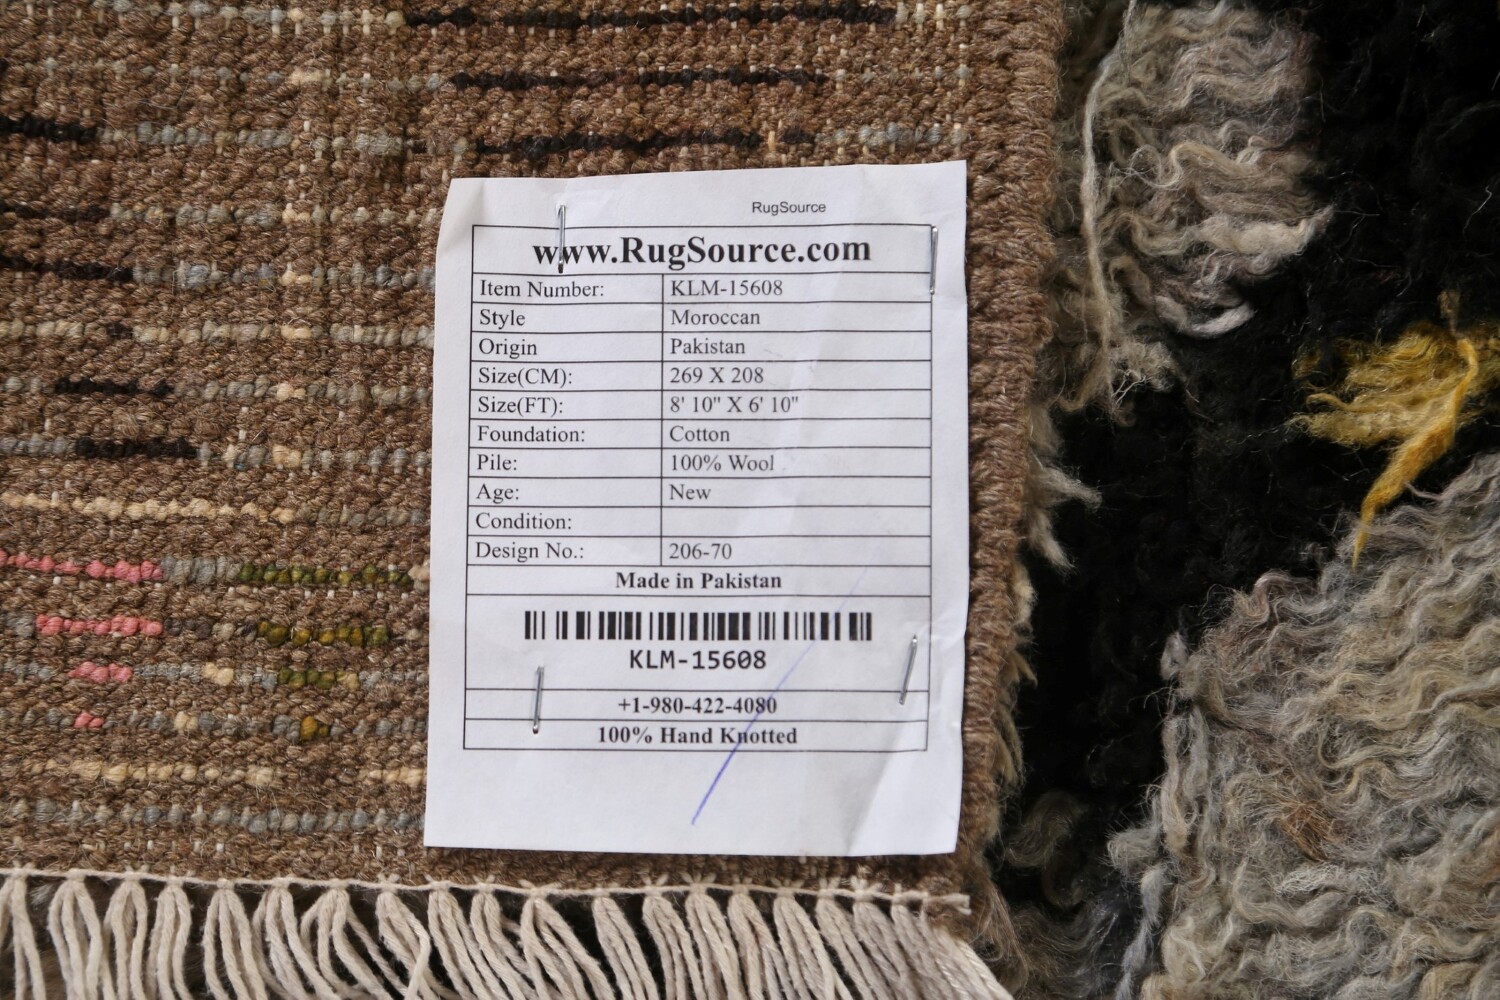 RugSource
www.RugSource.com
Item Number: KLM-15608
Style Moroccan
Origin Pakistan
Size(CM): 269 X 208
Size(FT): 8' 10" X 6' 10"
Foundation: Cotton
Pile: 100% Wool
Age: New
Condition:
Design No.: 206-70
Made in Pakistan
KLM-15608
+1-980-422-4080
100% Hand Knotted